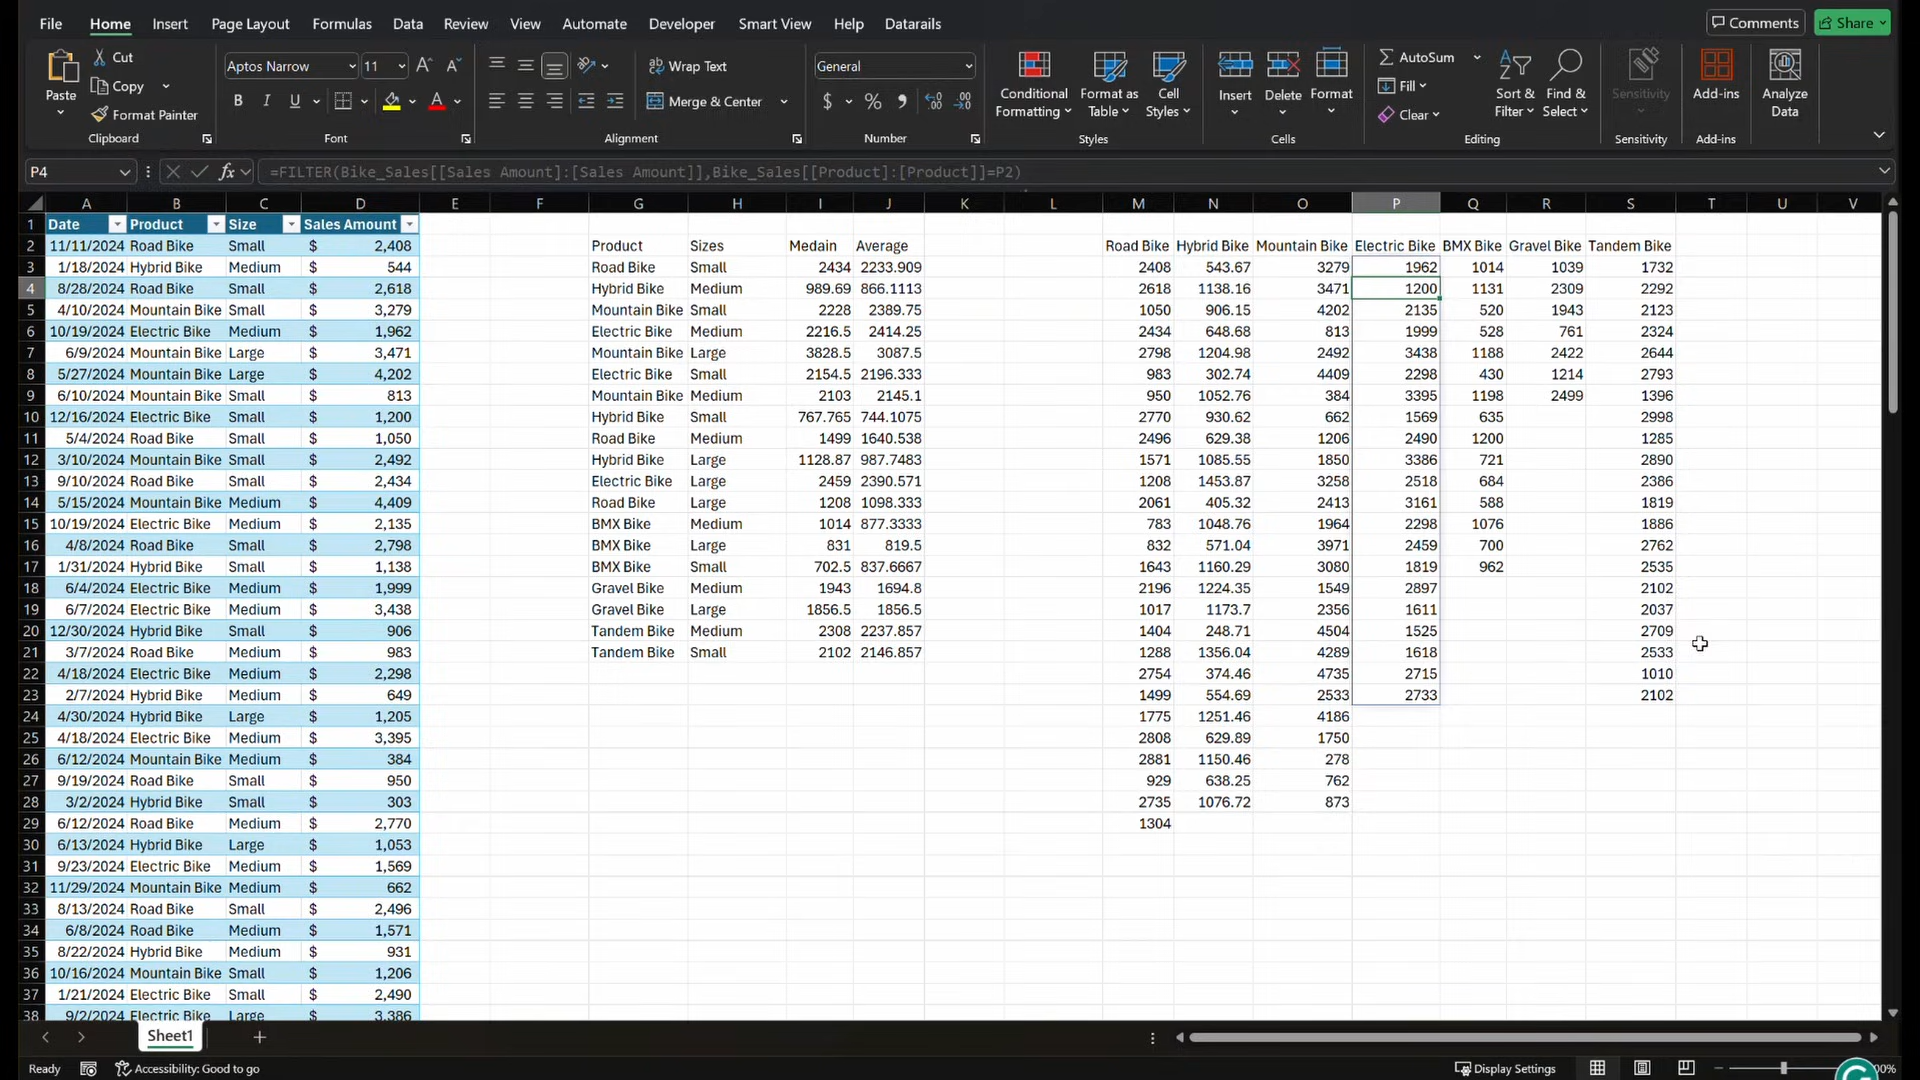 File Home Insert Page Layout Formulas Data Review View Automate Developer Smart View Help Datarails Comments Share
Paste Cut Copy Format Painter Clipboard
Aptos Narrow 11 B I U A Font
Wrap Text Merge & Center Alignment
General $ % Number
Conditional Formatting Format as Table Cell Styles Styles
Insert Delete Format Cells
AutoSum Fill Clear Sort & Filter Find & Select Editing
Sensitivity Sensitivity
Add-ins Add-ins
Analyze Data
P4 fx =FILTER(Bike_Sales[[Sales Amount]:[Sales Amount]],Bike_Sales[[Product]:[Product]]=P2)
A B C D E F G H I J K L M N O P Q R S T U V
1 Date Product Size Sales Amount
2 11/11/2024 Road Bike Small $ 2,408 Product Sizes Medain Average Road Bike Hybrid Bike Mountain Bike Electric Bike BMX Bike Gravel Bike Tandem Bike
3 1/18/2024 Hybrid Bike Medium $ 544 Road Bike Small 2434 2233.909 2408 543.67 3279 1962 1014 1039 1732
4 8/28/2024 Road Bike Small $ 2,618 Hybrid Bike Medium 989.69 866.1113 2618 1138.16 3471 1200 1131 2309 2292
5 4/10/2024 Mountain Bike Small $ 3,279 Mountain Bike Small 2228 2389.75 1050 906.15 4202 2135 520 1943 2123
6 10/19/2024 Electric Bike Medium $ 1,962 Electric Bike Medium 2216.5 2414.25 2434 648.68 813 1999 528 761 2324
7 6/9/2024 Mountain Bike Large $ 3,471 Mountain Bike Large 3828.5 3087.5 2798 1204.98 2492 3438 1188 2422 2644
8 5/27/2024 Mountain Bike Large $ 4,202 Electric Bike Small 2154.5 2196.333 983 302.74 4409 2298 430 1214 2793
9 6/10/2024 Mountain Bike Small $ 813 Mountain Bike Medium 2103 2145.1 950 1052.76 384 3395 1198 2499 1396
10 12/16/2024 Electric Bike Small $ 1,200 Hybrid Bike Small 767.765 744.1075 2770 930.62 662 1569 635 2998
11 5/4/2024 Road Bike Small $ 1,050 Road Bike Medium 1499 1640.538 2496 629.38 1206 2490 1200 1285
12 3/10/2024 Mountain Bike Small $ 2,492 Hybrid Bike Large 1128.87 987.7483 1571 1085.55 1850 3386 721 2890
13 9/10/2024 Road Bike Small $ 2,434 Electric Bike Large 2459 2390.571 1208 1453.87 3258 2518 684 2386
14 5/15/2024 Mountain Bike Medium $ 4,409 Road Bike Large 1208 1098.333 2061 405.32 2413 3161 588 1819
15 10/19/2024 Electric Bike Medium $ 2,135 BMX Bike Medium 1014 877.3333 783 1048.76 1964 2298 1076 1886
16 4/8/2024 Road Bike Small $ 2,798 BMX Bike Large 831 819.5 832 571.04 3971 2459 700 2762
17 1/31/2024 Hybrid Bike Small $ 1,138 BMX Bike Small 702.5 837.6667 1643 1160.29 3080 1819 962 2535
18 6/4/2024 Electric Bike Medium $ 1,999 Gravel Bike Medium 1943 1694.8 2196 1224.35 1549 2897 2102
19 6/7/2024 Electric Bike Medium $ 3,438 Gravel Bike Large 1856.5 1856.5 1017 1173.7 2356 1611 2037
20 12/30/2024 Hybrid Bike Small $ 906 Tandem Bike Medium 2308 2237.857 1404 248.71 4504 1525 2709
21 3/7/2024 Road Bike Medium $ 983 Tandem Bike Small 2102 2146.857 1288 1356.04 4289 1618 2533
22 4/18/2024 Electric Bike Medium $ 2,298 2754 374.46 4735 2715 1010
23 2/7/2024 Hybrid Bike Medium $ 649 1499 554.69 2533 2733 2102
24 4/30/2024 Hybrid Bike Large $ 1,205 1775 1251.46 4186
25 4/18/2024 Electric Bike Medium $ 3,395 2808 629.89 1750
26 6/12/2024 Mountain Bike Medium $ 384 2881 1150.46 278
27 9/19/2024 Road Bike Small $ 950 929 638.25 762
28 3/2/2024 Hybrid Bike Small $ 303 2735 1076.72 873
29 6/12/2024 Road Bike Medium $ 2,770 1304
30 6/13/2024 Hybrid Bike Large $ 1,053
31 9/23/2024 Electric Bike Medium $ 1,569
32 11/29/2024 Mountain Bike Medium $ 662
33 8/13/2024 Road Bike Small $ 2,496
34 6/8/2024 Road Bike Medium $ 1,571
35 8/22/2024 Hybrid Bike Medium $ 931
36 10/16/2024 Mountain Bike Small $ 1,206
37 1/21/2024 Electric Bike Small $ 2,490
38 9/2/2024 Electric Bike Large $ 3,386
Sheet1
Ready Accessibility: Good to go Display Settings